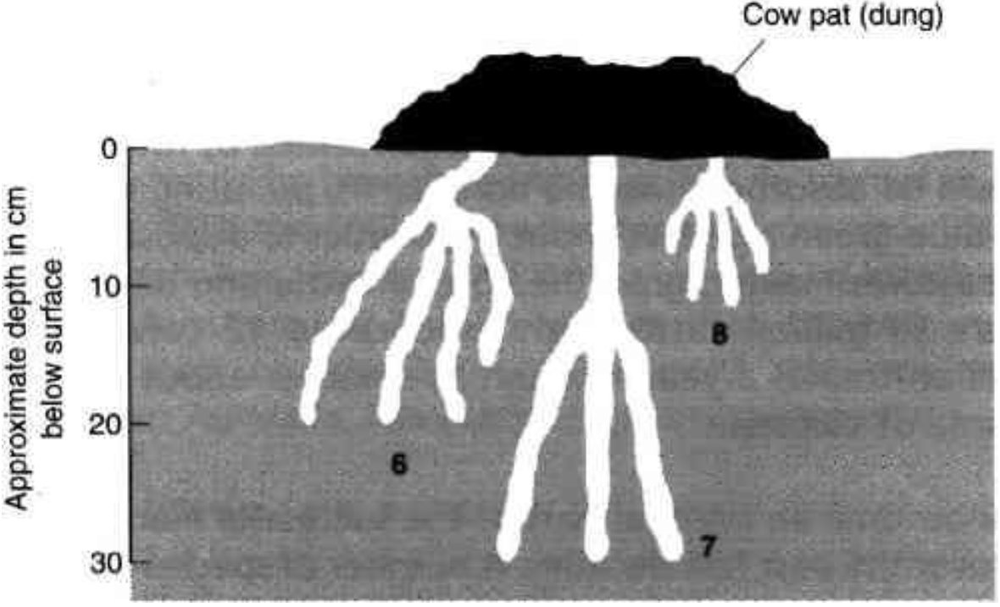 Cow pat (dung)
0
10
20
30
Approximate depth in cm
below surface
6
7
8